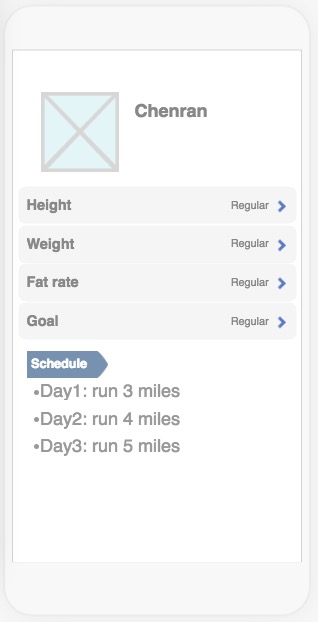 Chenran
Height Regular
Weight Regular
Fat rate Regular
Goal Regular
Schedule
•Day1: run 3 miles
•Day2: run 4 miles
•Day3: run 5 miles